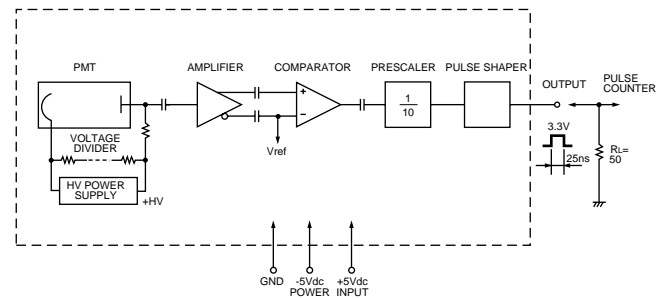 PMT
AMPLIFIER
COMPARATOR
PRESCALER
PULSE SHAPER
OUTPUT
PULSE
COUNTER
+
−
1
10
VOLTAGE
DIVIDER
Vref
3.3V
25ns
RL=
50
HV POWER
SUPPLY
+HV
GND
-5Vdc
POWER
+5Vdc
INPUT